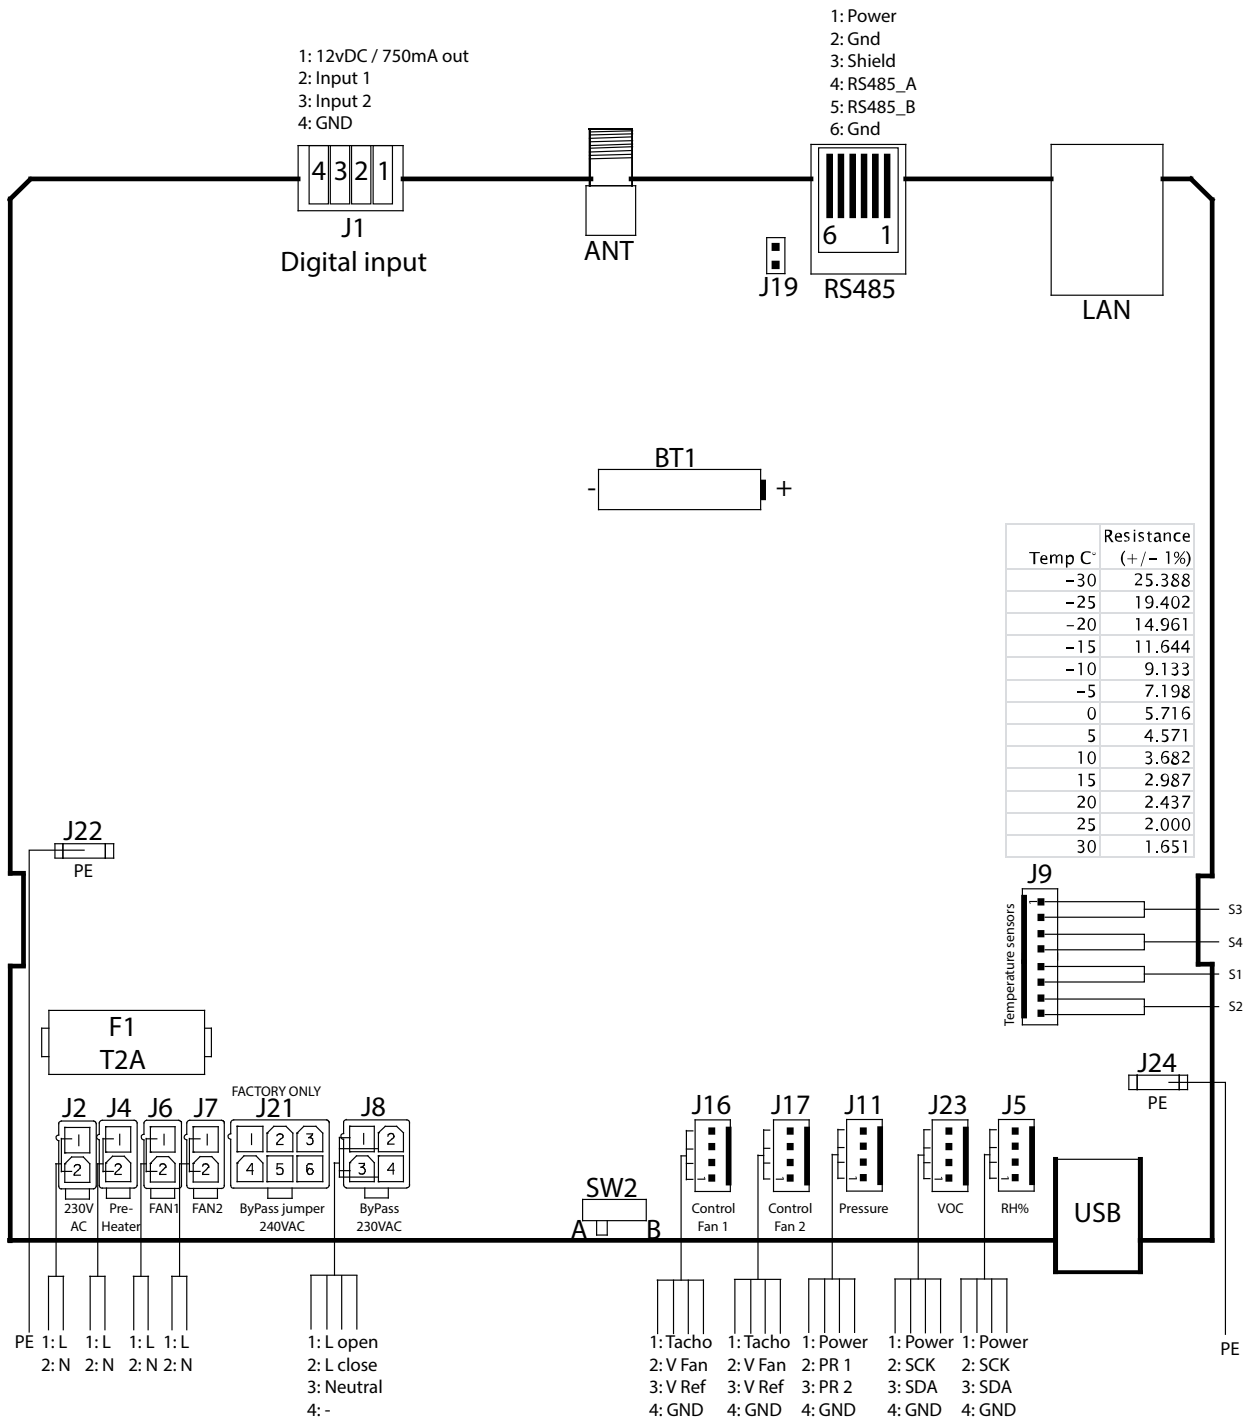 1: 12vDC / 750mA out
2: Input 1
3: Input 2
4: GND
1: Power
2: Gnd
3: Shield
4: RS485_A
5: RS485_B
6: Gnd
4 3 2 1
J1
Digital input
ANT
J19
6 1
RS485
LAN
BT1
- +
Temp C° Resistance (+/- 1%)
-30 25.388
-25 19.402
-20 14.961
-15 11.644
-10 9.133
-5 7.198
0 5.716
5 4.571
10 3.682
15 2.987
20 2.437
25 2.000
30 1.651
J22
PE
J9
1
Temperature sensors
S3
S4
S1
S2
F1
T2A
J24
PE
J2
1
2
230V
AC
J4
1
2
Pre-
Heater
J6
1
2
FAN1
J7
1
2
FAN2
FACTORY ONLY
J21
1 2 3
4 5 6
ByPass jumper
240VAC
J8
1 2
3 4
ByPass
230VAC
SW2
A B
J16
1
Control
Fan 1
J17
1
Control
Fan 2
J11
1
Pressure
J23
1
VOC
J5
1
RH%
USB
PE
1: L
2: N
1: L
2: N
1: L
2: N
1: L
2: N
1: L open
2: L close
3: Neutral
4: -
1: Tacho
2: V Fan
3: V Ref
4: GND
1: Tacho
2: V Fan
3: V Ref
4: GND
1: Power
2: PR 1
3: PR 2
4: GND
1: Power
2: SCK
3: SDA
4: GND
1: Power
2: SCK
3: SDA
4: GND
PE